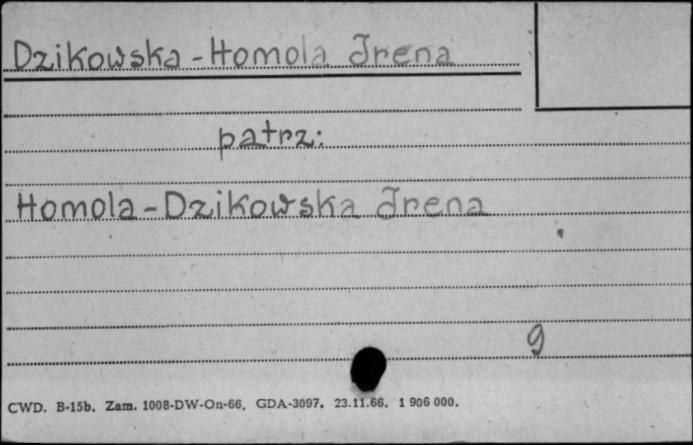 Dzikowska - Homola Irena
patrz:
Homola - Dzikowska Irena
g
CWD. B-15b. Zam. 1008-DW-On-66. GDA-3097. 23.11.66. 1 906 000.